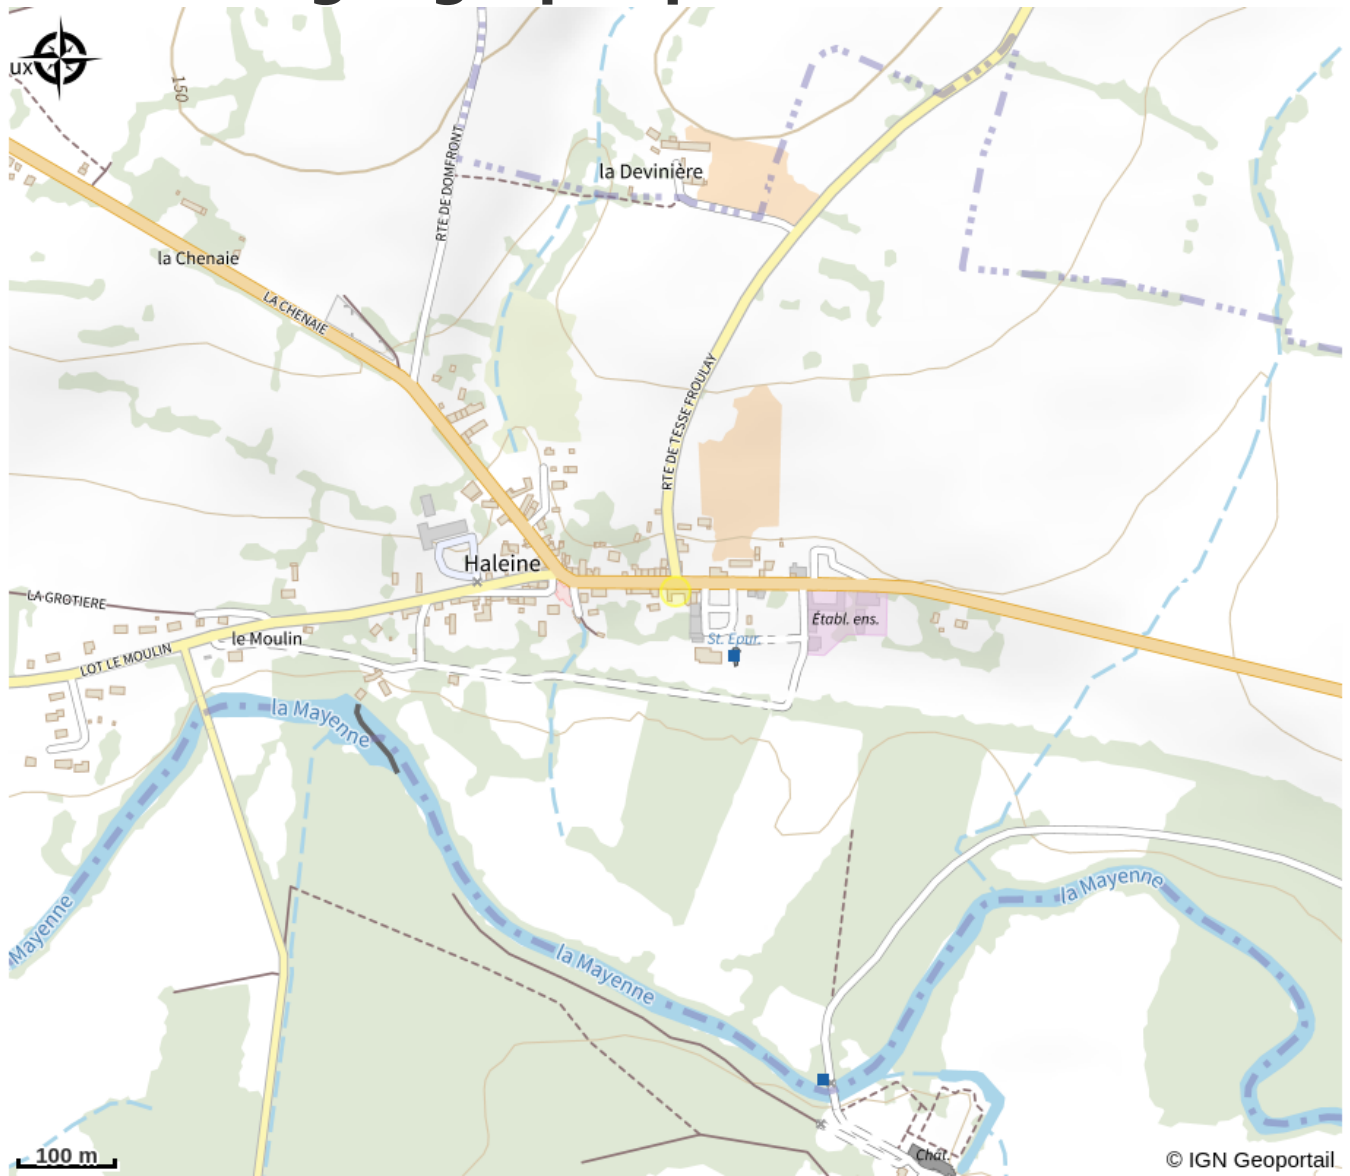 ux
150
RTE DE DOMFRONT
la Devinière
la Chenaie
LA CHENAIE
RTE DE TESSE FROULAY
Haleine
LA GROTIERE
Établ. ens.
le Moulin
St. Épur.
LOT LE MOULIN
la Mayenne
la Mayenne
Mayenne
la Mayenne
Chât.
100 m
© IGN Geoportail